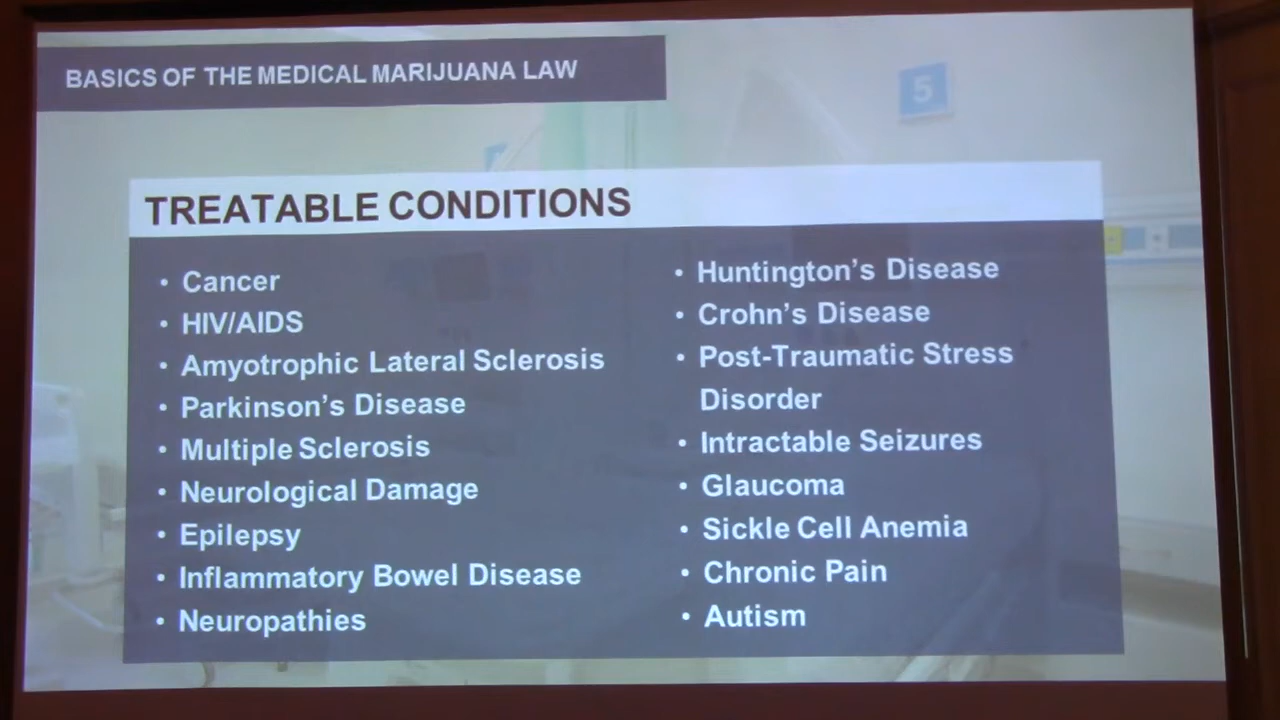 BASICS OF THE MEDICAL MARIJUANA LAW
5
TREATABLE CONDITIONS
• Cancer
• HIV/AIDS
• Amyotrophic Lateral Sclerosis
• Parkinson's Disease
• Multiple Sclerosis
• Neurological Damage
• Epilepsy
• Inflammatory Bowel Disease
• Neuropathies
• Huntington's Disease
• Crohn's Disease
• Post-Traumatic Stress
Disorder
• Intractable Seizures
• Glaucoma
• Sickle Cell Anemia
• Chronic Pain
• Autism